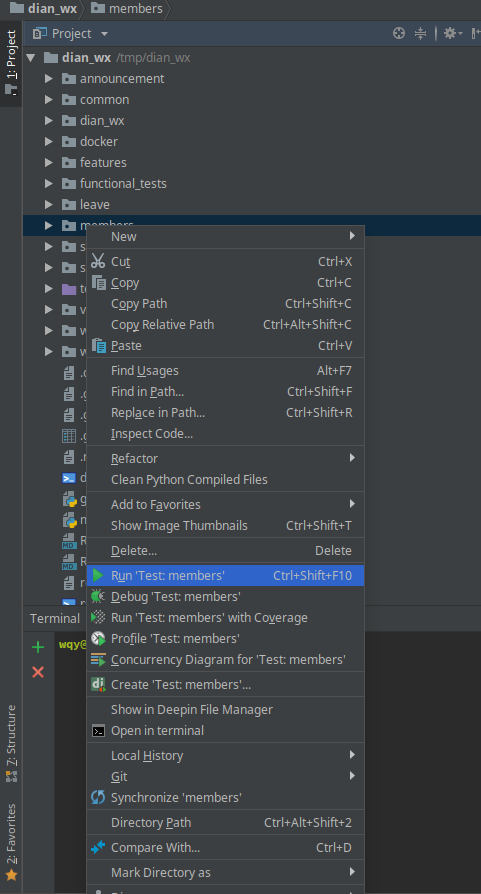 dian_wx members
1: Project
Project
dian_wx /tmp/dian_wx
announcement
common
dian_wx
docker
features
functional_tests
leave
members
New
Cut Ctrl+X
Copy Ctrl+C
Copy Path Ctrl+Shift+C
Copy Relative Path Ctrl+Alt+Shift+C
Paste Ctrl+V
Find Usages Alt+F7
Find in Path... Ctrl+Shift+F
Replace in Path... Ctrl+Shift+R
Inspect Code...
Refactor
Clean Python Compiled Files
Add to Favorites
Show Image Thumbnails Ctrl+Shift+T
Delete... Delete
Run 'Test: members' Ctrl+Shift+F10
Debug 'Test: members'
Run 'Test: members' with Coverage
Profile 'Test: members'
Concurrency Diagram for 'Test: members'
Create 'Test: members'...
Show in Deepin File Manager
Open in terminal
Local History
Git
Synchronize 'members'
Directory Path Ctrl+Alt+Shift+2
Compare With... Ctrl+D
Mark Directory as
Terminal
wqy@
7: Structure
2: Favorites